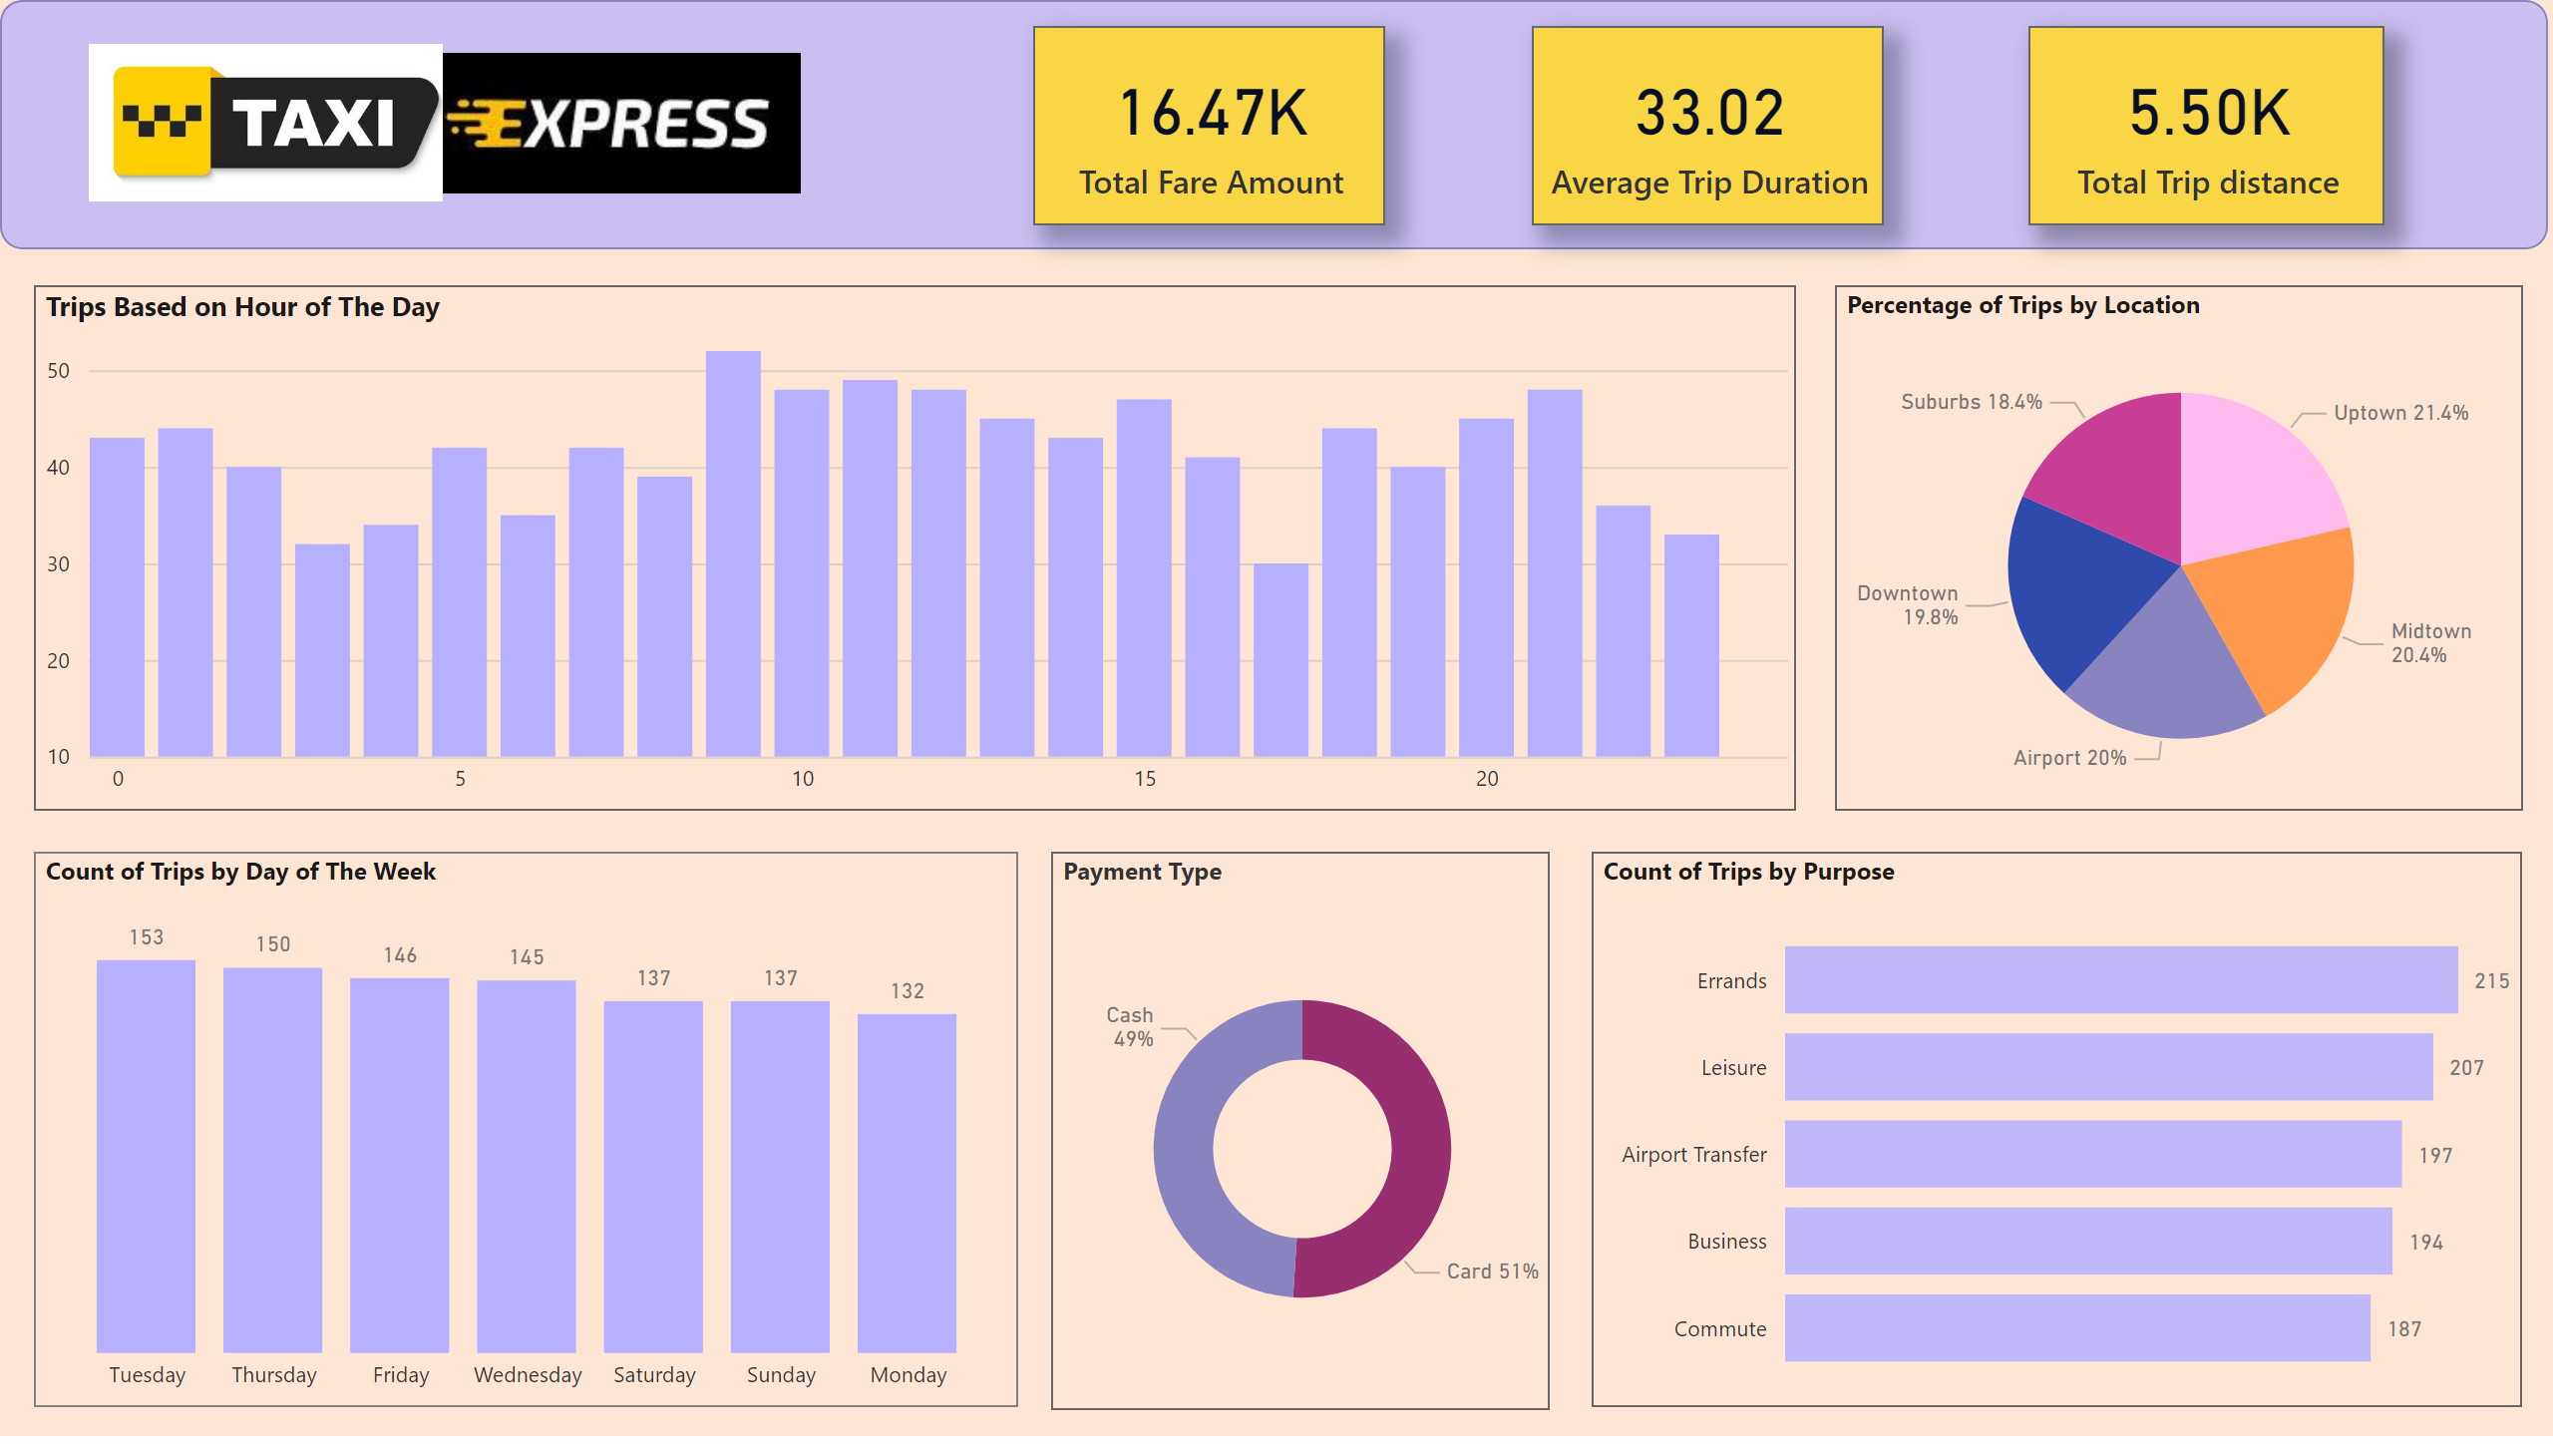 TAXI
EXPRESS
16.47K
Total Fare Amount
33.02
Average Trip Duration
5.50K
Total Trip distance
Trips Based on Hour of The Day
50
40
30
20
10
0 5 10 15 20
Percentage of Trips by Location
Suburbs 18.4%
Uptown 21.4%
Downtown
19.8%
Midtown
20.4%
Airport 20%
Count of Trips by Day of The Week
153 150 146 145 137 137 132
Tuesday Thursday Friday Wednesday Saturday Sunday Monday
Payment Type
Cash
49%
Card 51%
Count of Trips by Purpose
Errands 215
Leisure 207
Airport Transfer 197
Business 194
Commute 187